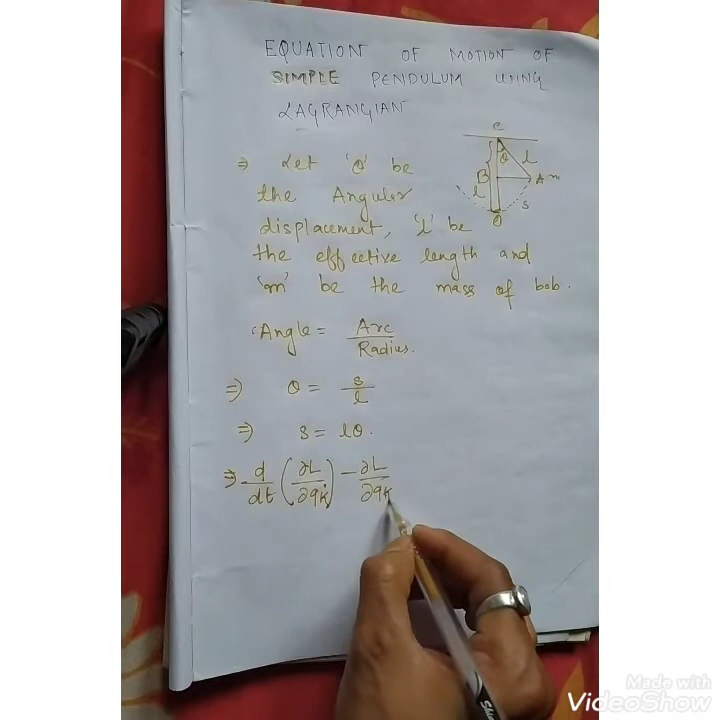 EQUATION OF MOTION OF
SIMPLE PENDULUM USING
LAGRANGIAN
C
θ l
B A m
l s
O
⇒ Let 'θ' be
the Angular
displacement, 'l' be
the effective length and
'm' be the mass of bob.
Angle = Arc / Radius.
⇒ θ = s / l
⇒ s = lθ.
⇒ d/dt (∂L/∂q̇k) − ∂L/∂qk
Made with
VideoShow